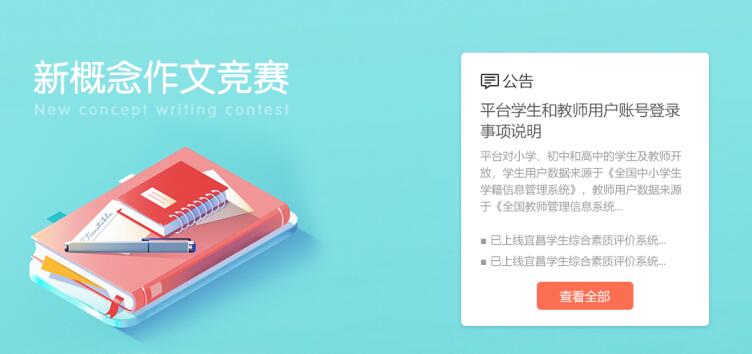 新概念作文竞赛
New concept writing contest
公告
平台学生和教师用户账号登录
事项说明
平台对小学、初中和高中的学生及教师开
放，学生用户数据来源于《全国中小学生
学籍信息管理系统》，教师用户数据来源
于《全国教师管理信息系统...
■ 已上线宜昌学生综合素质评价系统...
■ 已上线宜昌学生综合素质评价系统...
查看全部